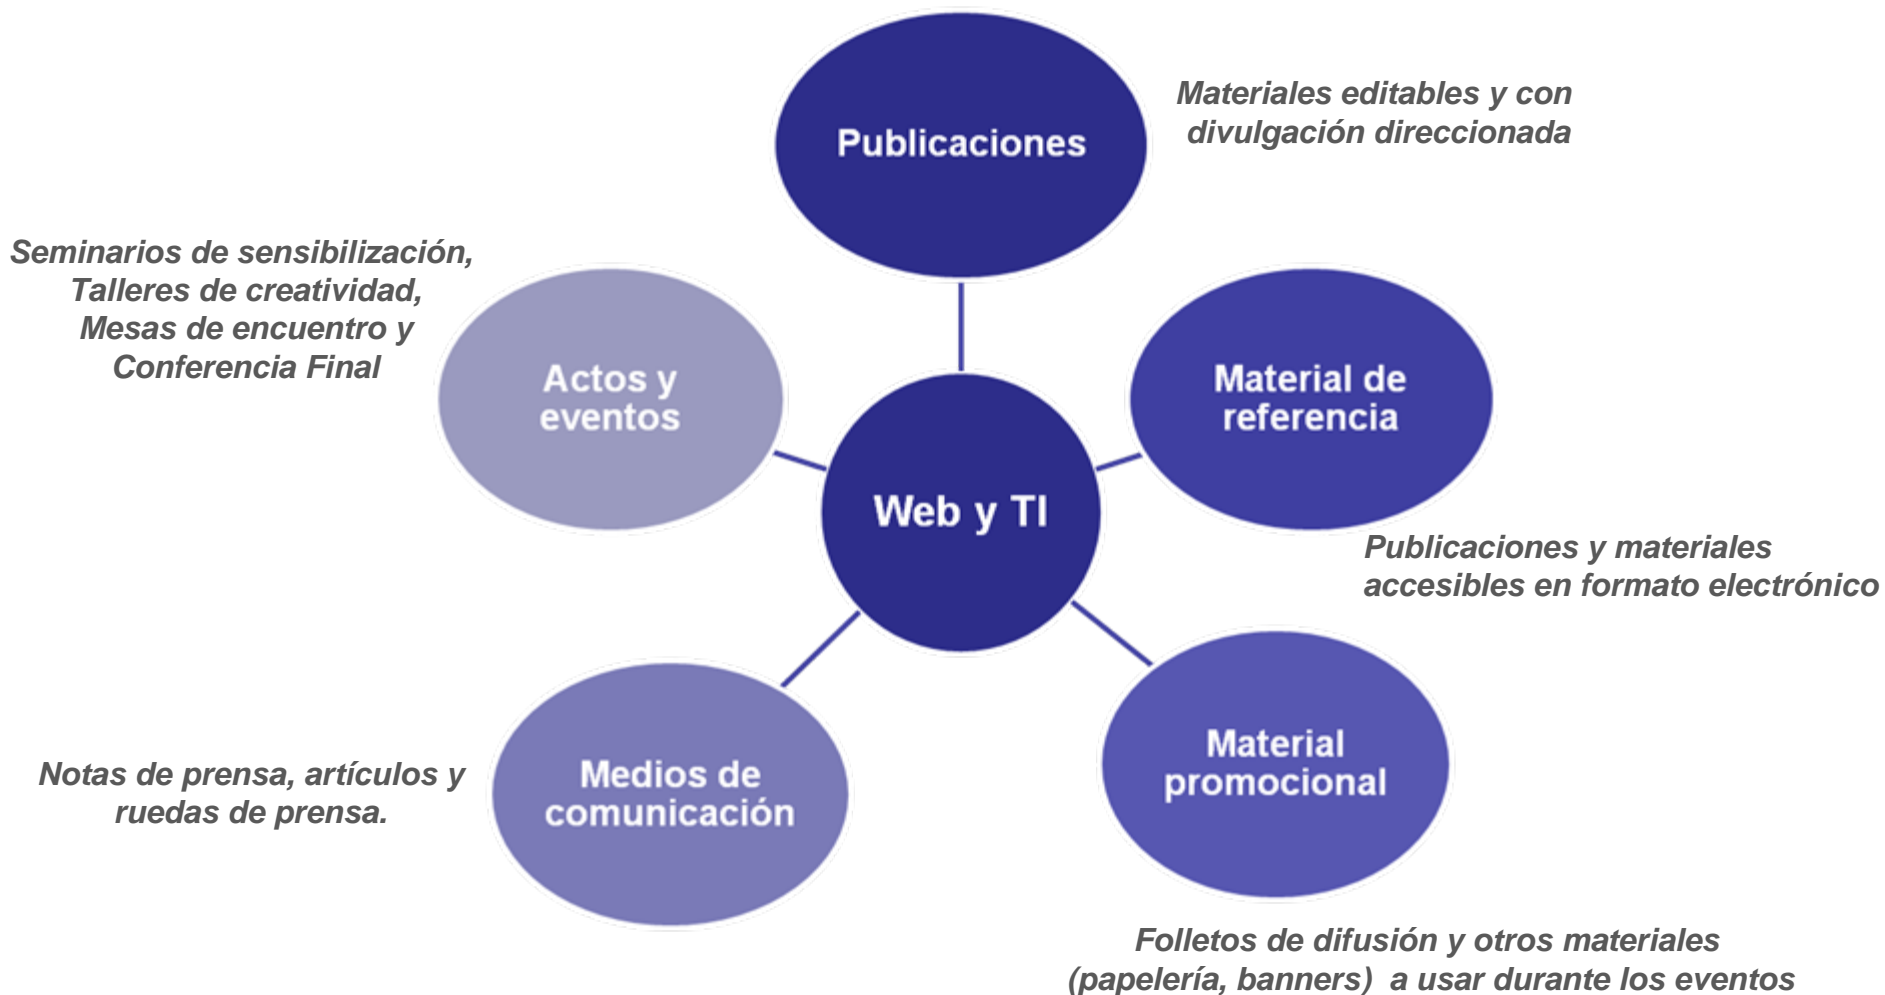 Publicaciones
Materiales editables y con
divulgación direccionada
Seminarios de sensibilización,
Talleres de creatividad,
Mesas de encuentro y
Conferencia Final
Actos y
eventos
Material de
referencia
Web y TI
Publicaciones y materiales
accesibles en formato electrónico
Medios de
comunicación
Notas de prensa, artículos y
ruedas de prensa.
Material
promocional
Folletos de difusión y otros materiales
(papelería, banners)  a usar durante los eventos